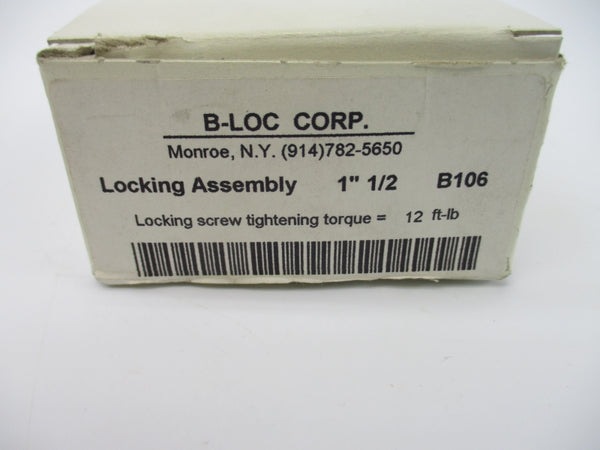 B-LOC CORP.
Monroe, N.Y. (914)782-5650
Locking Assembly 1" 1/2 B106
Locking screw tightening torque = 12 ft-lb